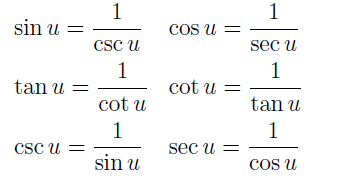 sin u = 1/csc u cos u = 1/sec u
tan u = 1/cot u cot u = 1/tan u
csc u = 1/sin u sec u = 1/cos u